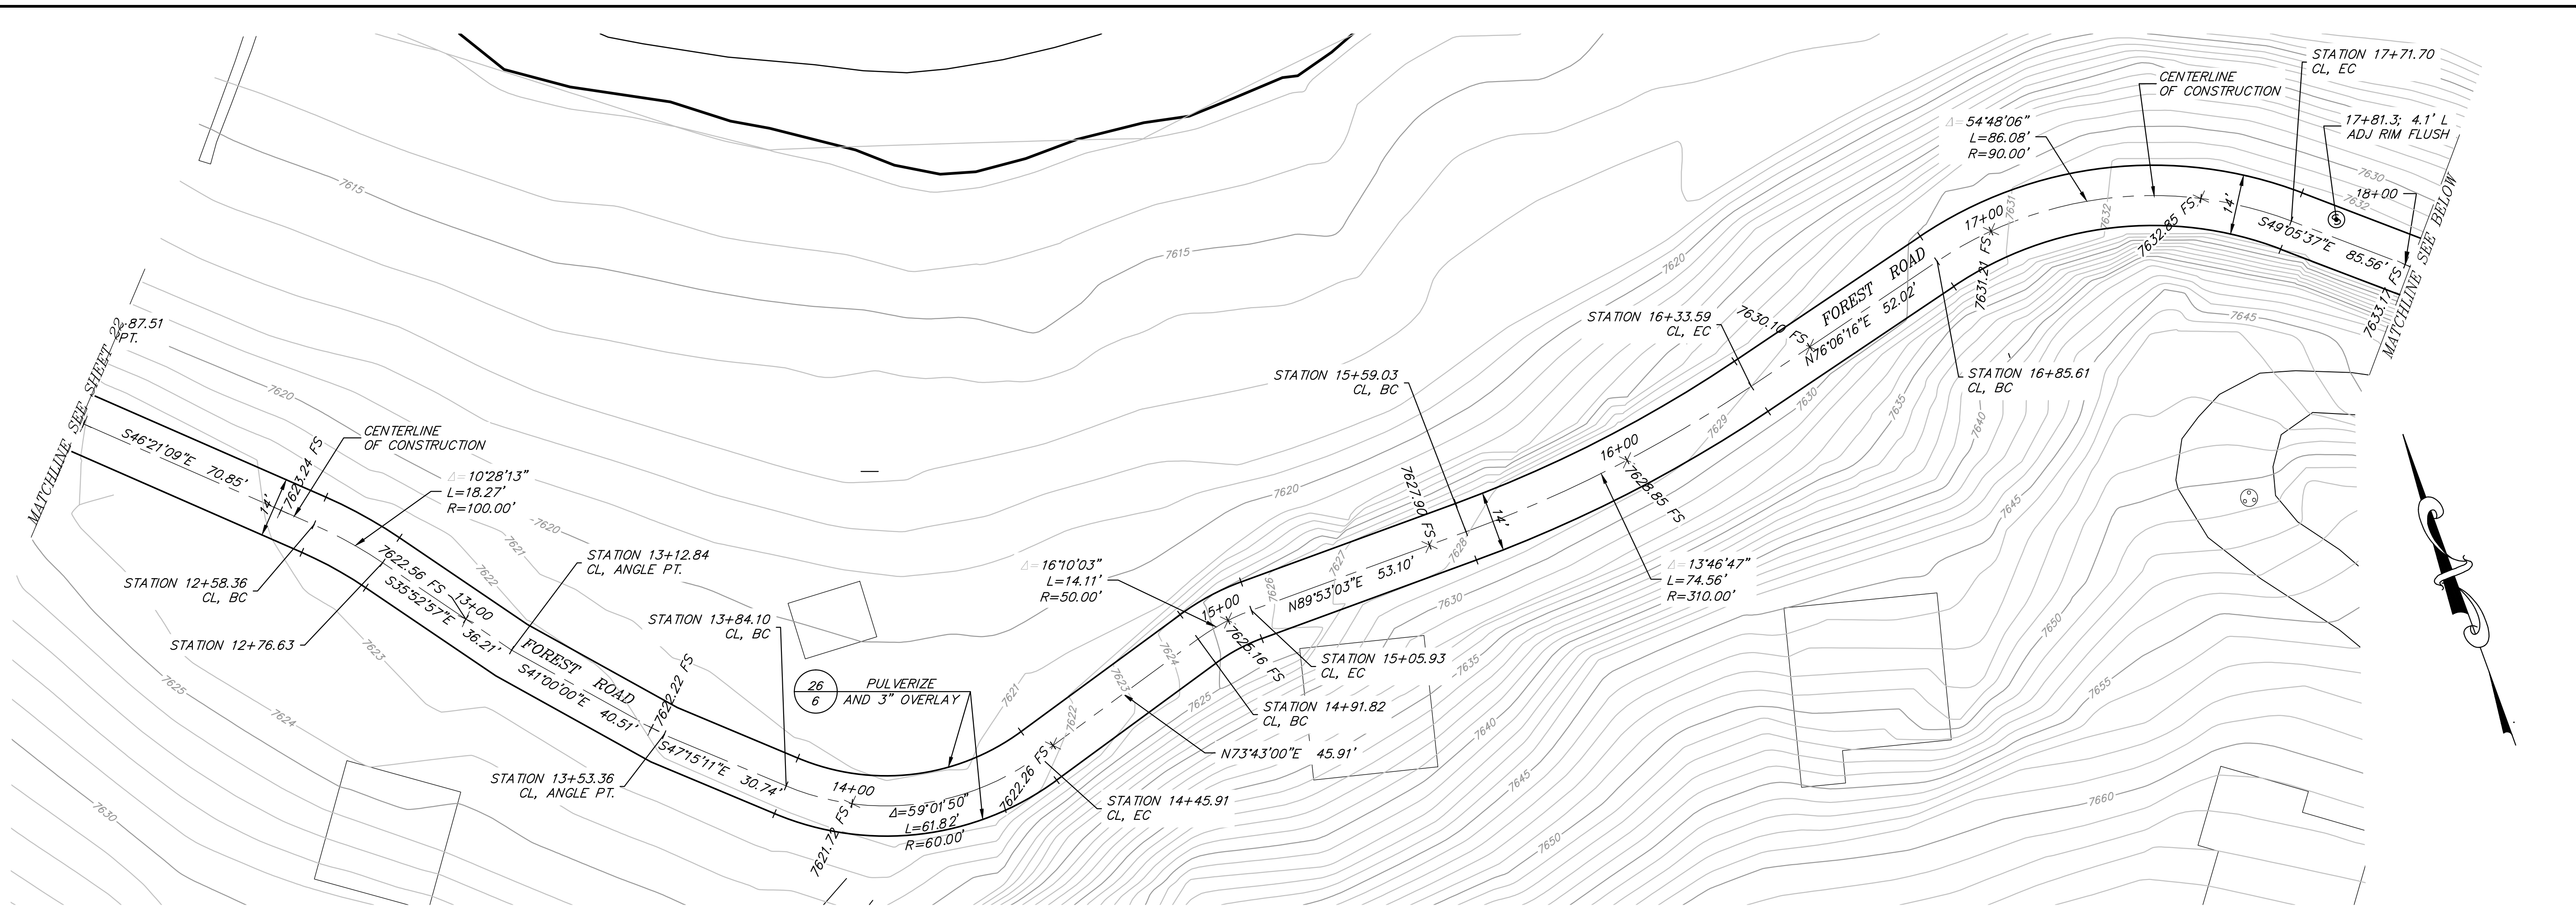 STATION 17+71.70
CL, EC
CENTERLINE
OF CONSTRUCTION
17+81.3; 4.1' L
ADJ RIM FLUSH
Δ=54°48'06"
L=86.08'
R=90.00'
7630
18+00
7632
14'
7632.85 FS
S49°05'37"E 85.56'
7633.17 FS
MATCHLINE SEE BELOW
17+00
7631
7632
7631.21 FS
FOREST ROAD
N76°06'16"E 52.02'
7630.10 FS
7615
7615
7620
7645
STATION 16+33.59
CL, EC
STATION 16+85.61
CL, BC
STATION 15+59.03
CL, BC
87.51
PT.
MATCHLINE SEE SHEET 22
7620
7630
7635
7640
7629
16+00
7628.85 FS
CENTERLINE
OF CONSTRUCTION
S46°21'09"E 70.85'
14'
7623.24 FS
Δ=10°28'13"
L=18.27'
R=100.00'
7620
7620
7621
7622
7627.90 FS
14'
7628
7627
7626
7645
STATION 12+58.36
CL, BC
STATION 12+76.63
7622.56 FS
13+00
S35°52'57"E 36.21'
STATION 13+12.84
CL, ANGLE PT.
Δ=16°10'03"
L=14.11'
R=50.00'
Δ=13°46'47"
L=74.56'
R=310.00'
15+00
N89°53'03"E 53.10'
7625.16 FS
7630
7650
STATION 13+84.10
CL, BC
FOREST ROAD
S41°00'00"E 40.51'
7623
7625
7624
7622.22 FS
26
6
PULVERIZE
AND 3" OVERLAY
7621
7622
7623
7624
7625
STATION 15+05.93
CL, EC
7635
7655
STATION 14+91.82
CL, BC
7640
N73°43'00"E 45.91'
S47°15'11"E 30.74'
STATION 13+53.36
CL, ANGLE PT.
14+00
7621.72 FS
Δ=59°01'50"
L=61.82'
R=60.00'
7622.26 FS
STATION 14+45.91
CL, EC
7645
7650
7660
7630